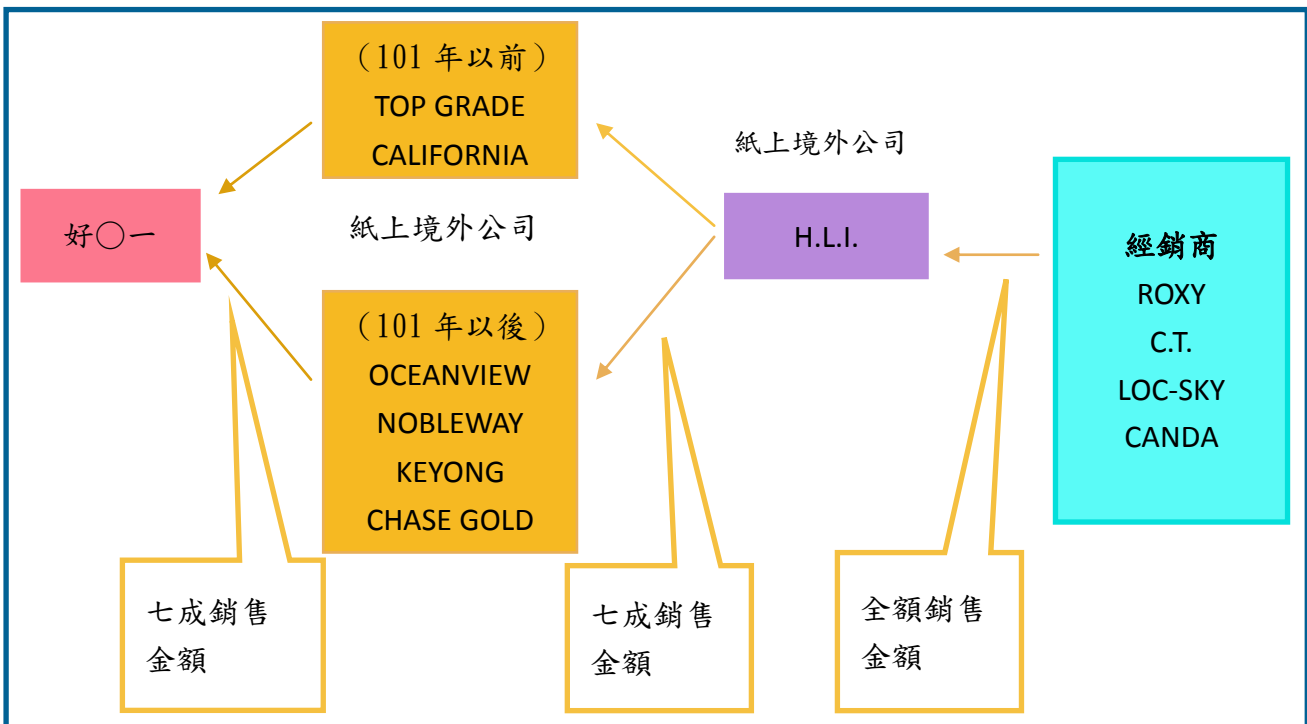 （101 年以前）
TOP GRADE
CALIFORNIA
紙上境外公司
好〇一
紙上境外公司
H.L.I.
經銷商
ROXY
C.T.
LOC-SKY
CANDA
（101 年以後）
OCEANVIEW
NOBLEWAY
KEYONG
CHASE GOLD
七成銷售
金額
七成銷售
金額
全額銷售
金額